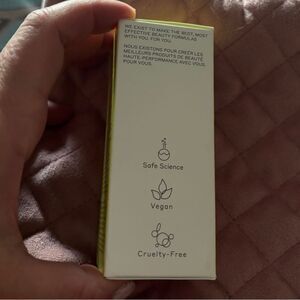 WE EXIST TO MAKE THE BEST, MOST
EFFECTIVE BEAUTY FORMULAS
WITH YOU, FOR YOU.
NOUS EXISTONS POUR CRÉER LES
MEILLEURS PRODUITS DE BEAUTÉ
HAUTE-PERFORMANCE AVEC VOUS,
POUR VOUS.
Safe Science
Vegan
Cruelty-Free